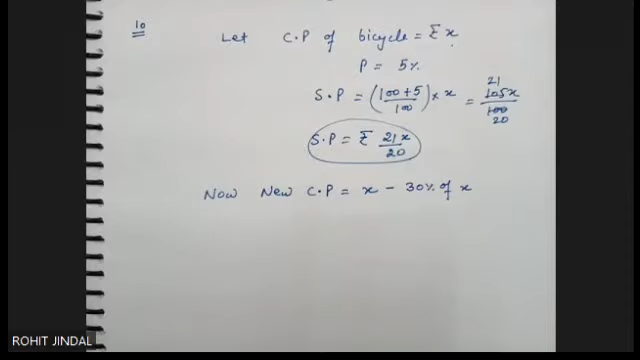 10
Let C.P of bicycle = ₹ x
P = 5%
S.P = (100+5/100) × x = 105x/100
21
20
S.P = ₹ 21x/20
Now New C.P = x - 30% of x
ROHIT JINDAL